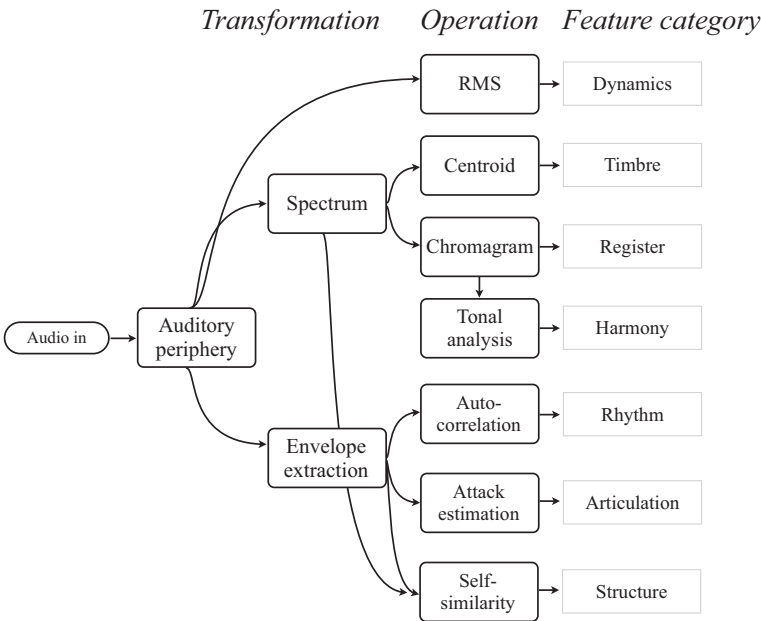 Transformation Operation Feature category
RMS
Dynamics
Centroid
Timbre
Spectrum
Chromagram
Register
Audio in
Auditory
periphery
Tonal
analysis
Harmony
Auto-
correlation
Rhythm
Envelope
extraction
Attack
estimation
Articulation
Self-
similarity
Structure